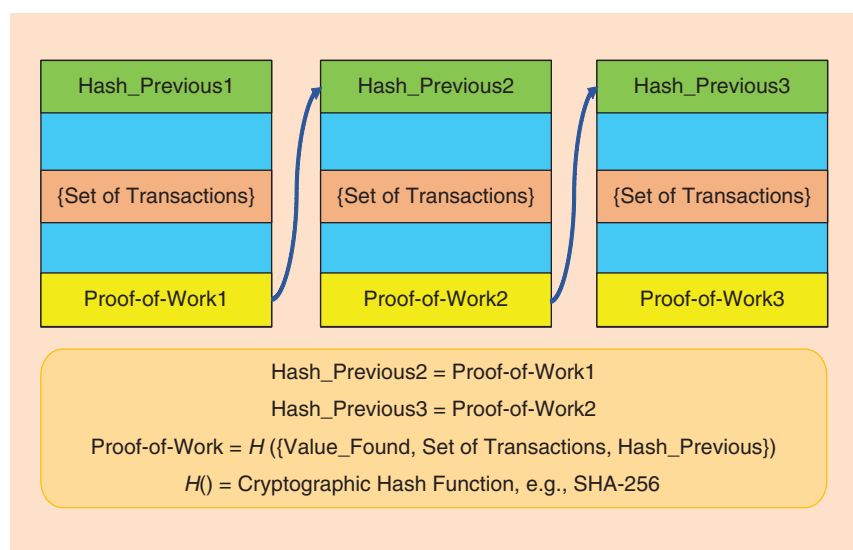 Hash_Previous1
Hash_Previous2
Hash_Previous3
{Set of Transactions}
{Set of Transactions}
{Set of Transactions}
Proof-of-Work1
Proof-of-Work2
Proof-of-Work3
Hash_Previous2 = Proof-of-Work1
Hash_Previous3 = Proof-of-Work2
Proof-of-Work = H ({Value_Found, Set of Transactions, Hash_Previous})
H() = Cryptographic Hash Function, e.g., SHA-256